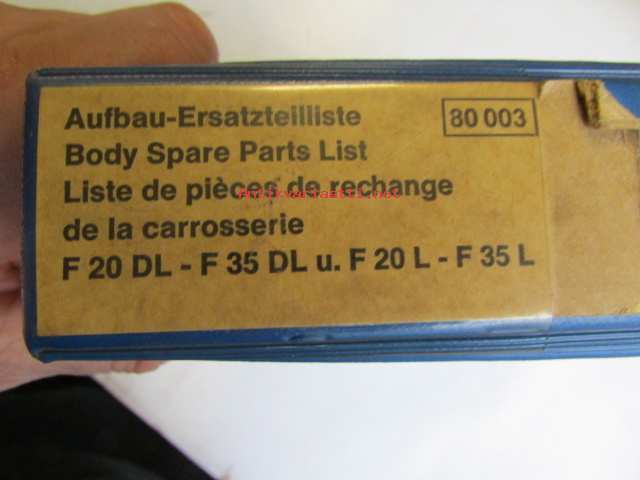 Aufbau-Ersatzteilliste 80 003
Body Spare Parts List
Liste de pièces de rechange
de la carrosserie
F 20 DL - F 35 DL u. F 20 L - F 35 L